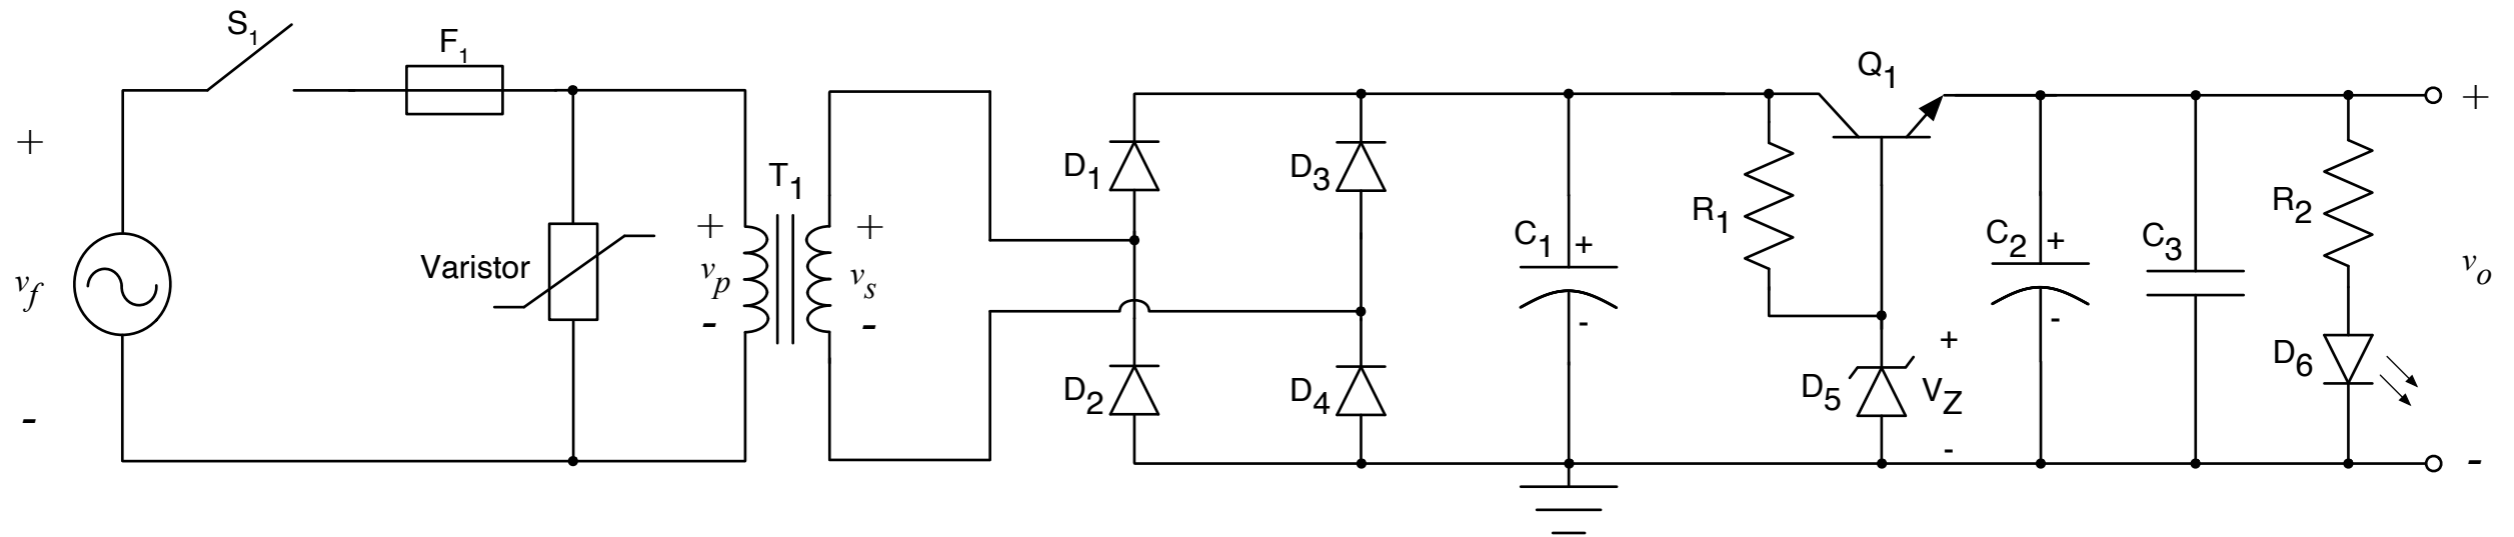 S1
F1
+
vf
-
Varistor
T1
+
vp
-
+
vs
-
D1
D2
D3
D4
C1
+
-
R1
Q1
D5
+
VZ
-
C2
+
-
C3
R2
D6
+
vo
-